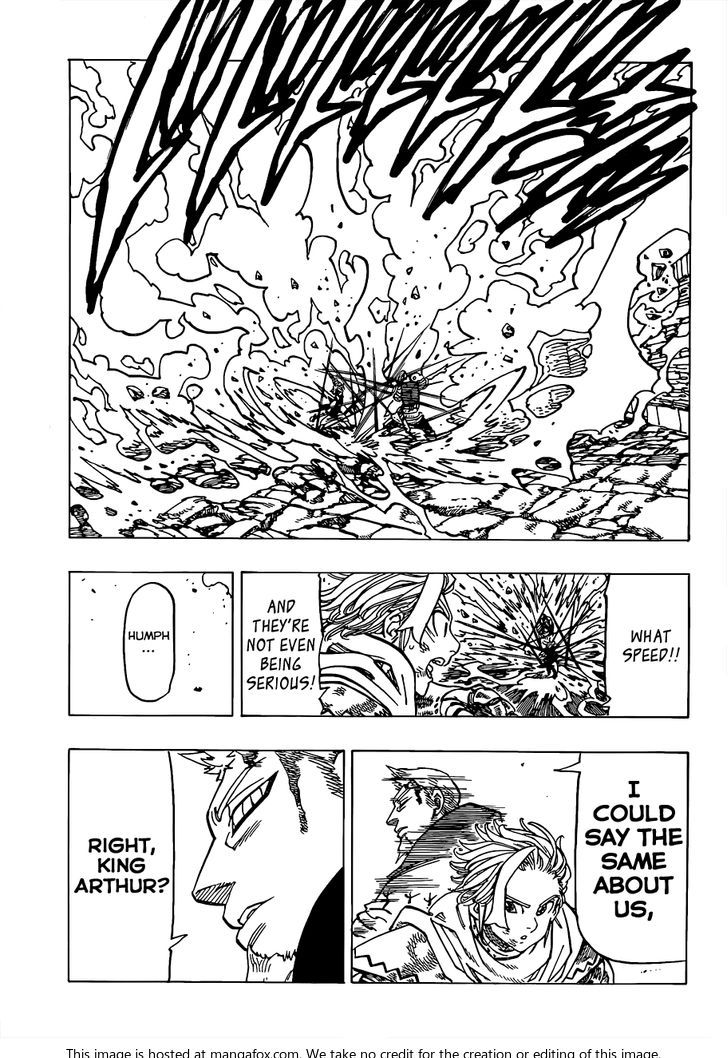 WHAT
SPEED!!
AND
THEY'RE
NOT EVEN
BEING
SERIOUS!
HUMPH
...
I
COULD
SAY THE
SAME
ABOUT
US,
RIGHT,
KING
ARTHUR?
This image is hosted at mangafox.com. We take no credit for the creation or editing of this image.